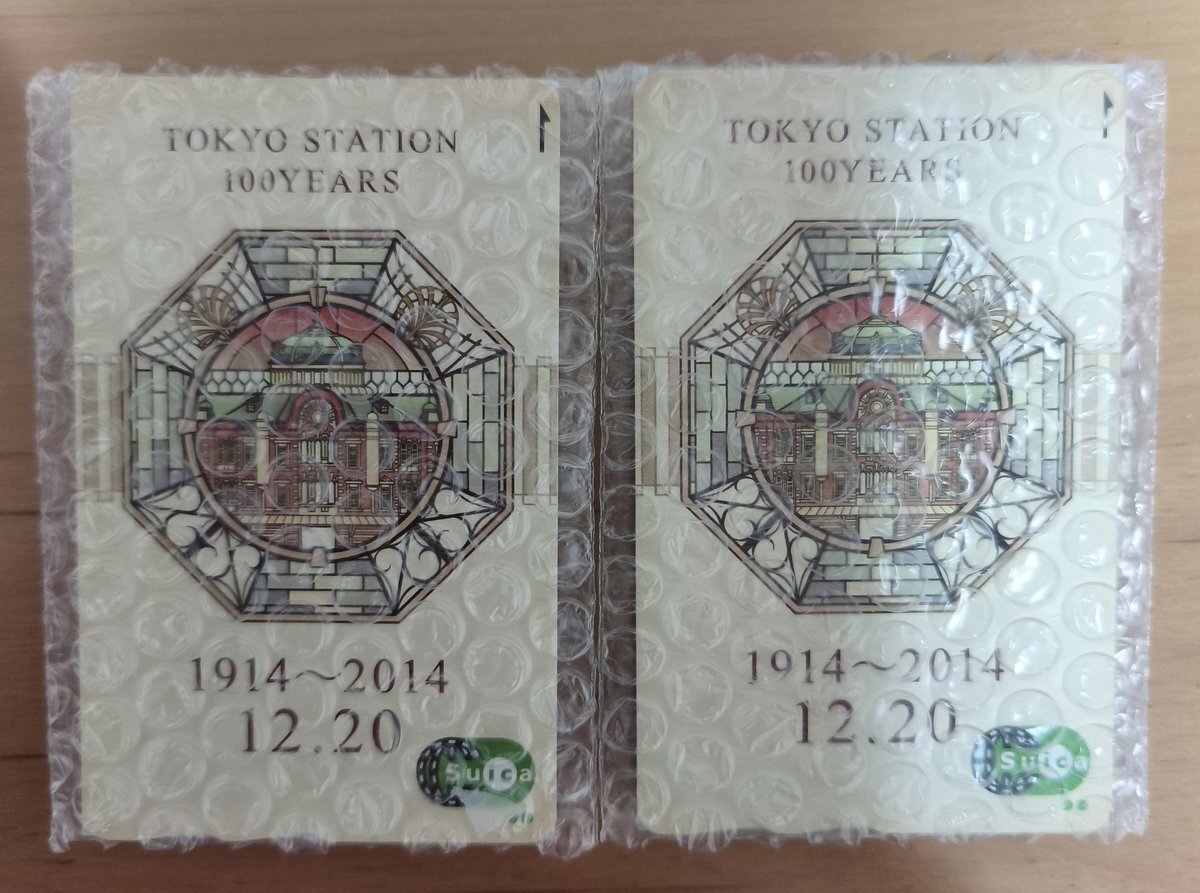 TOKYO STATION
100YEARS
1914～2014
12.20
Suica
TOKYO STATION
100YEARS
1914～2014
12.20
Suica